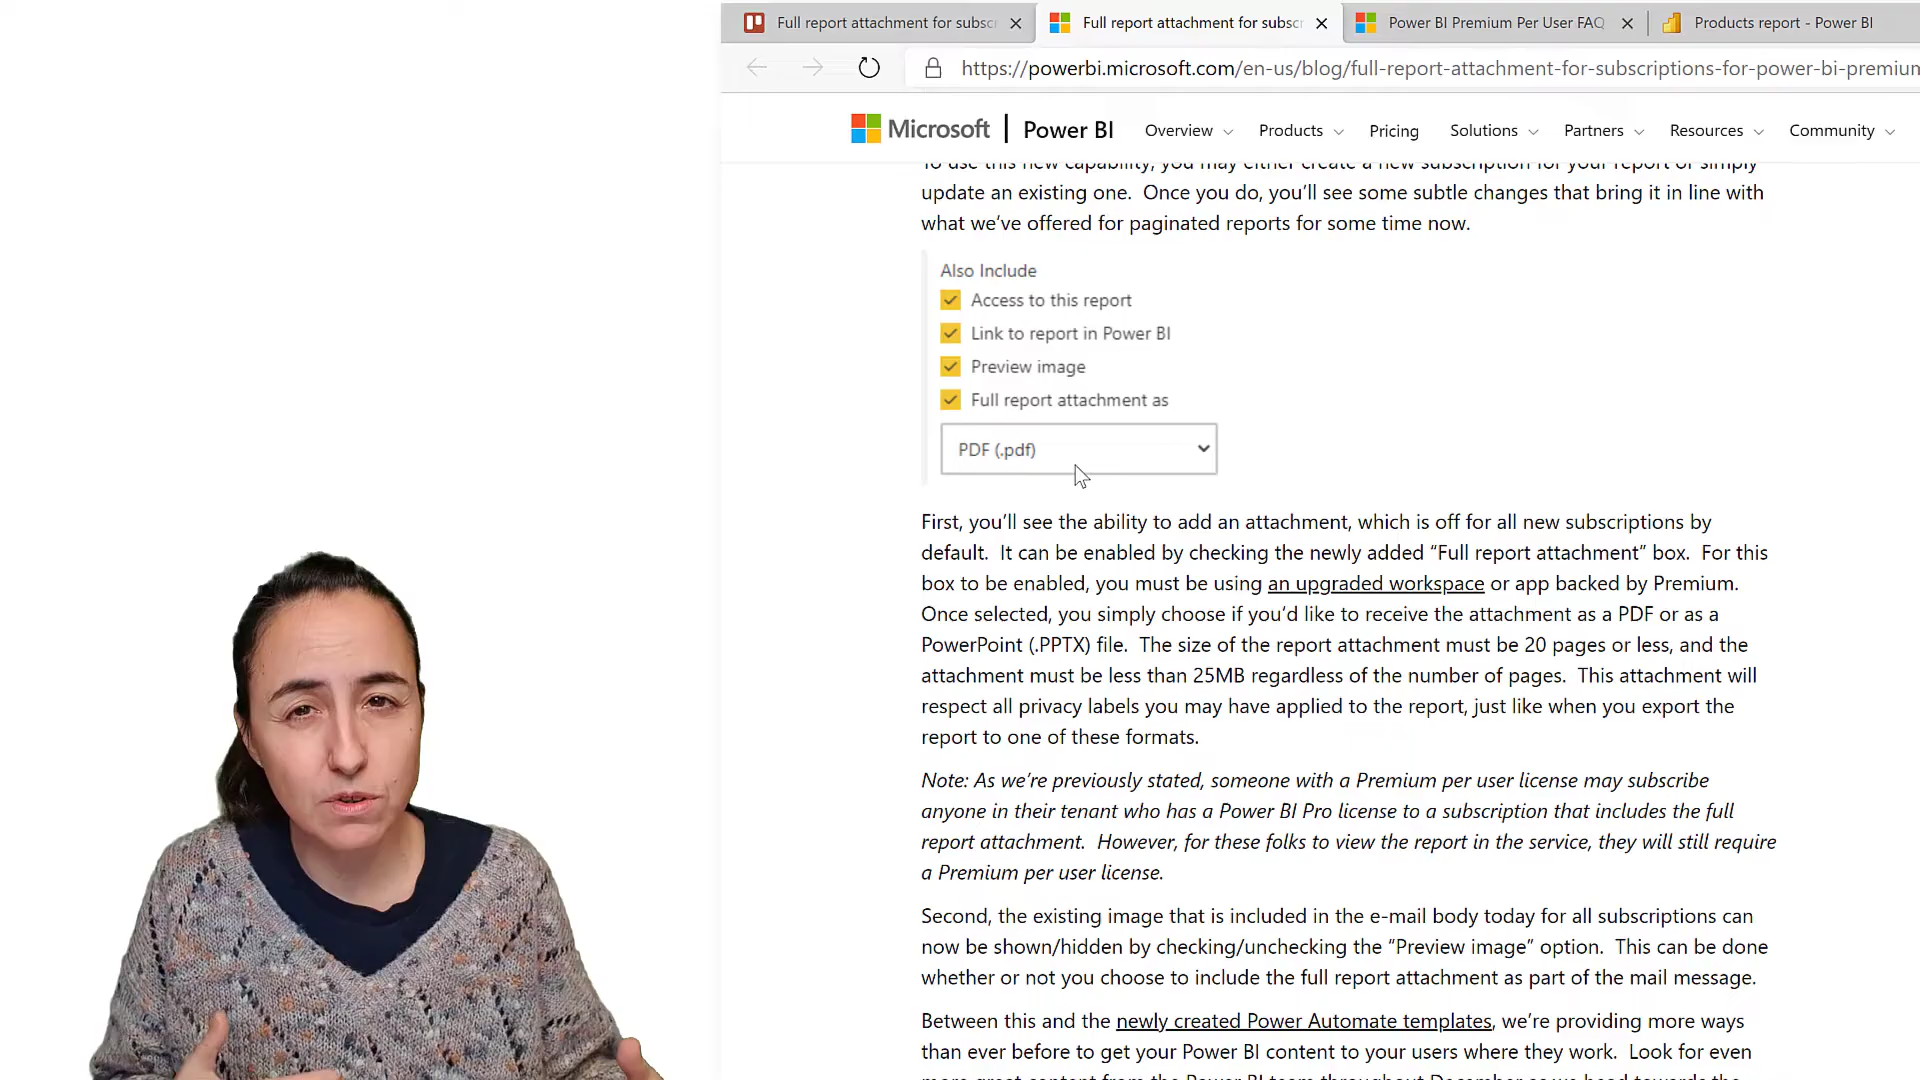 Full report attachment for subsc
Full report attachment for subsc
Power BI Premium Per User FAQ
Products report - Power BI
https://powerbi.microsoft.com/en-us/blog/full-report-attachment-for-subscriptions-for-power-bi-premium
Microsoft
Power BI
Overview
Products
Pricing
Solutions
Partners
Resources
Community
To use this new capability, you may either create a new subscription for your report or simply
update an existing one. Once you do, you’ll see some subtle changes that bring it in line with
what we’ve offered for paginated reports for some time now.
Also Include
Access to this report
Link to report in Power BI
Preview image
Full report attachment as
PDF (.pdf)
First, you’ll see the ability to add an attachment, which is off for all new subscriptions by
default. It can be enabled by checking the newly added “Full report attachment” box. For this
box to be enabled, you must be using an upgraded workspace or app backed by Premium.
Once selected, you simply choose if you’d like to receive the attachment as a PDF or as a
PowerPoint (.PPTX) file. The size of the report attachment must be 20 pages or less, and the
attachment must be less than 25MB regardless of the number of pages. This attachment will
respect all privacy labels you may have applied to the report, just like when you export the
report to one of these formats.
Note: As we’re previously stated, someone with a Premium per user license may subscribe
anyone in their tenant who has a Power BI Pro license to a subscription that includes the full
report attachment. However, for these folks to view the report in the service, they will still require
a Premium per user license.
Second, the existing image that is included in the e-mail body today for all subscriptions can
now be shown/hidden by checking/unchecking the “Preview image” option. This can be done
whether or not you choose to include the full report attachment as part of the mail message.
Between this and the newly created Power Automate templates, we’re providing more ways
than ever before to get your Power BI content to your users where they work. Look for even